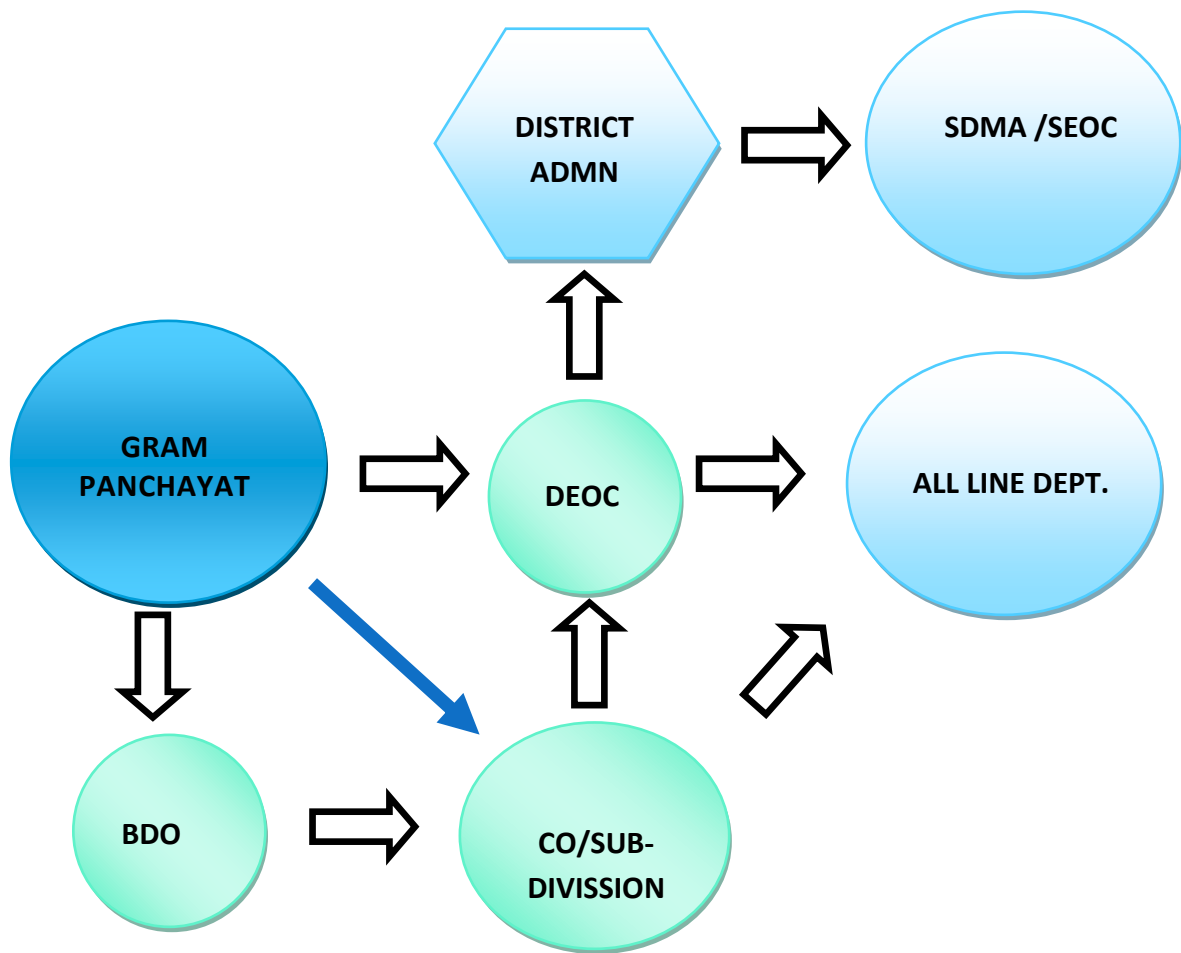 DISTRICT
ADMN
SDMA /SEOC
GRAM
PANCHAYAT
DEOC
ALL LINE DEPT.
BDO
CO/SUB-
DIVISSION